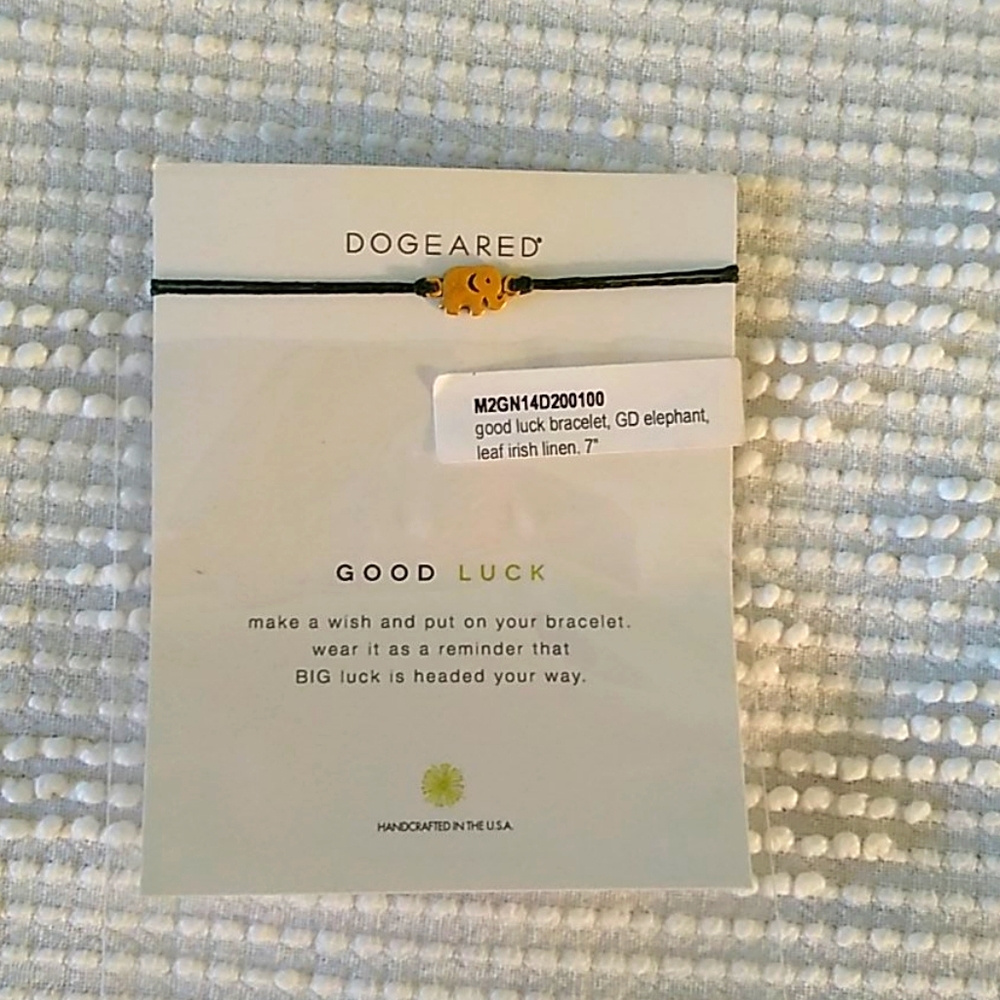 DOGEARED
M2GN14D200100
good luck bracelet, GD elephant,
leaf irish linen. 7"
GOOD LUCK
make a wish and put on your bracelet.
wear it as a reminder that
BIG luck is headed your way.
HANDCRAFTED IN THE U.S.A.